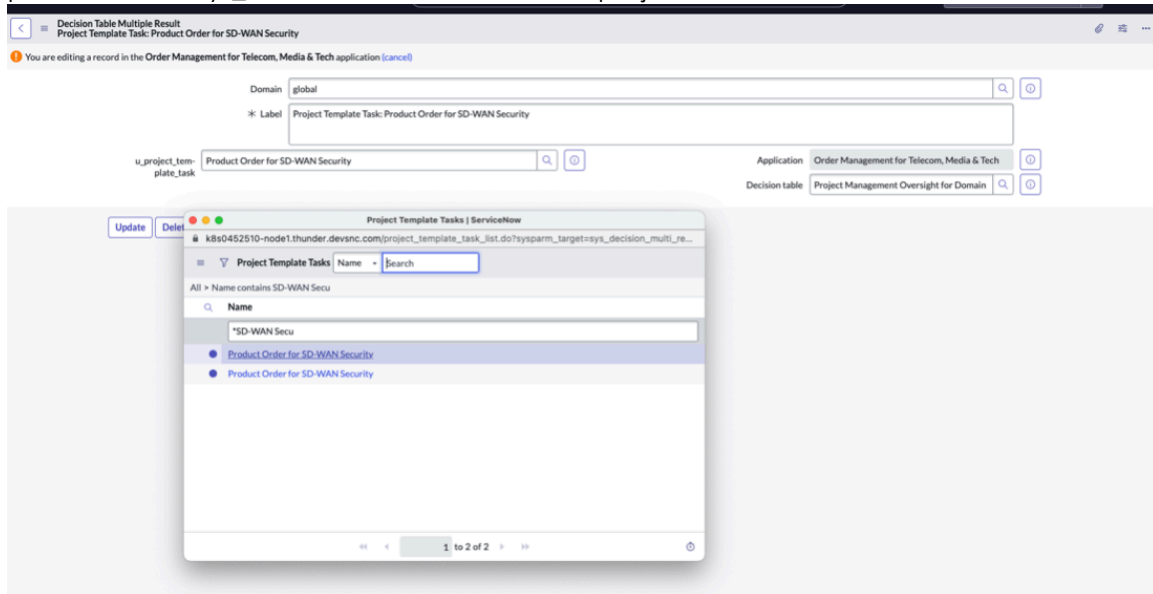 Decision Table Multiple Result
Project Template Task: Product Order for SD-WAN Security
You are editing a record in the Order Management for Telecom, Media & Tech application (cancel)
Domain global
* Label Project Template Task: Product Order for SD-WAN Security
u_project_tem-
plate_task
Product Order for SD-WAN Security
Application Order Management for Telecom, Media & Tech
Decision table Project Management Oversight for Domain
Update Delet
Project Template Tasks | ServiceNow
k8s0452510-node1.thunder.devsnc.com/project_template_task_list.do?sysparm_target=sys_decision_multi_re...
Project Template Tasks Name Search
All > Name contains SD-WAN Secu
Name
*SD-WAN Secu
Product Order for SD-WAN Security
Product Order for SD-WAN Security
1 to 2 of 2